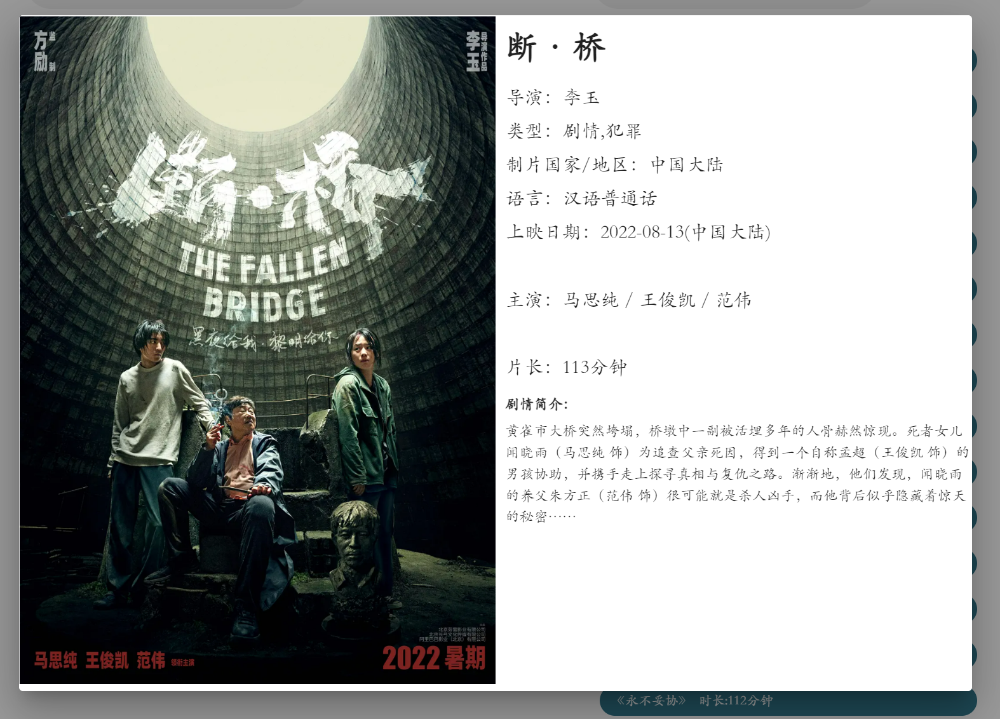 方励
监制
李玉
导演作品
断·桥
THE FALLEN
BRIDGE
黑夜给我·黎明给你
北京劳雷影业有限公司
北京长弓文化传媒有限公司
阿里巴巴影业（北京）有限公司
马思纯 王俊凯 范伟 领衔主演
2022 暑期
断·桥
导演：李玉
类型：剧情,犯罪
制片国家/地区：中国大陆
语言：汉语普通话
上映日期：2022-08-13(中国大陆)
主演：马思纯 / 王俊凯 / 范伟
片长：113分钟
剧情简介：
黄雀市大桥突然垮塌，桥墩中一副被活埋多年的人骨赫然惊现。死者女儿
闻晓雨（马思纯 饰）为追查父亲死因，得到一个自称孟超（王俊凯 饰）的
男孩协助，并携手走上探寻真相与复仇之路。渐渐地，他们发现，闻晓雨
的养父朱方正（范伟 饰）很可能就是杀人凶手，而他背后似乎隐藏着惊天
的秘密……
《永不妥协》 时长:112分钟